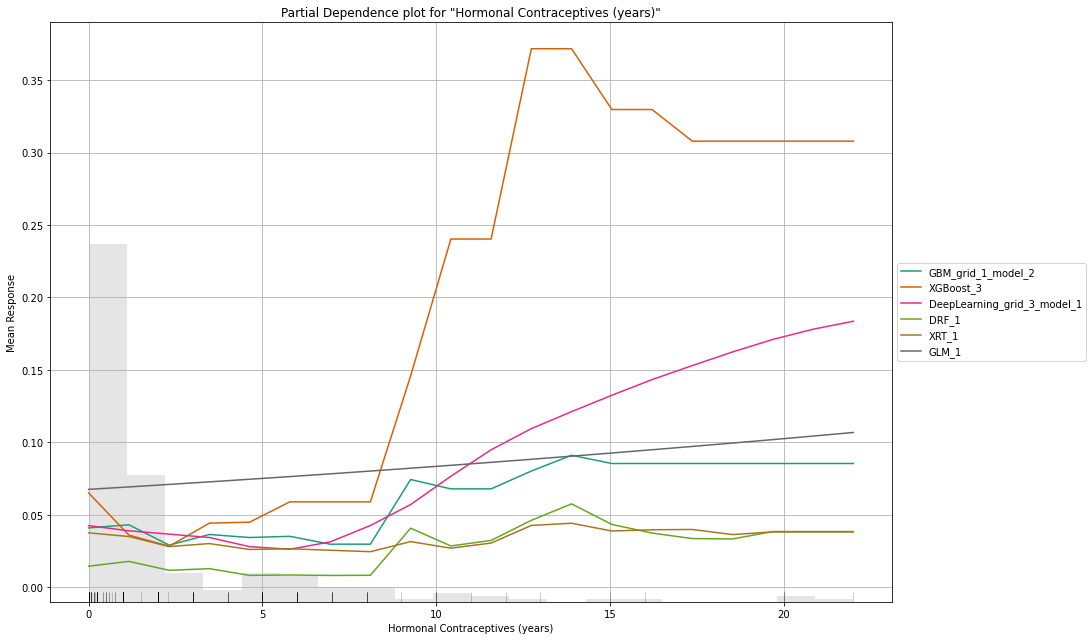 Partial Dependence plot for "Hormonal Contraceptives (years)"
Mean Response
0.35
0.30
0.25
0.20
0.15
0.10
0.05
0.00
0 5 10 15 20
Hormonal Contraceptives (years)
GBM_grid_1_model_2
XGBoost_3
DeepLearning_grid_3_model_1
DRF_1
XRT_1
GLM_1